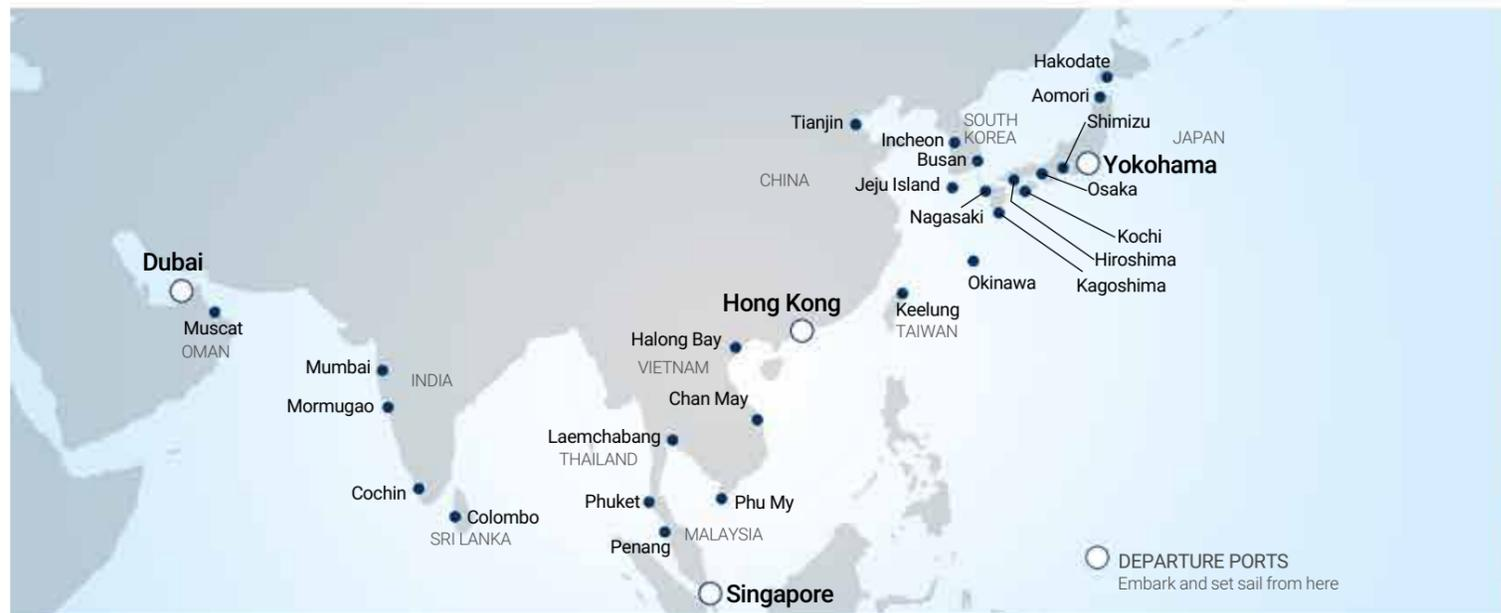 Hakodate
Aomori
Tianjin
Shimizu
SOUTH
KOREA
JAPAN
Incheon
Busan
Yokohama
CHINA
Jeju Island
Osaka
Nagasaki
Kochi
Hiroshima
Kagoshima
Okinawa
Dubai
Muscat
OMAN
Hong Kong
Keelung
TAIWAN
Halong Bay
VIETNAM
Mumbai
INDIA
Mormugao
Chan May
Laemchabang
THAILAND
Cochin
Colombo
SRI LANKA
Phuket
Phu My
Penang
MALAYSIA
Singapore
DEPARTURE PORTS
Embark and set sail from here